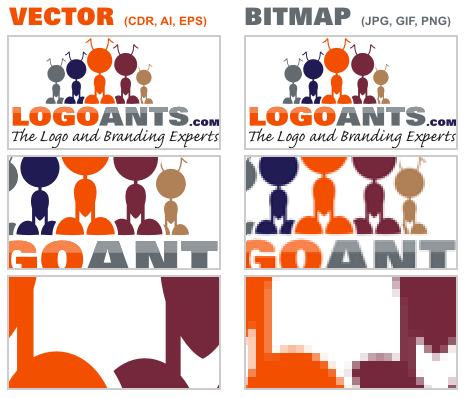 VECTOR (CDR, AI, EPS)
BITMAP (JPG, GIF, PNG)
LOGOANTS.COM
The Logo and Branding Experts
LOGOANTS.COM
The Logo and Branding Experts
GOANT
GOANT